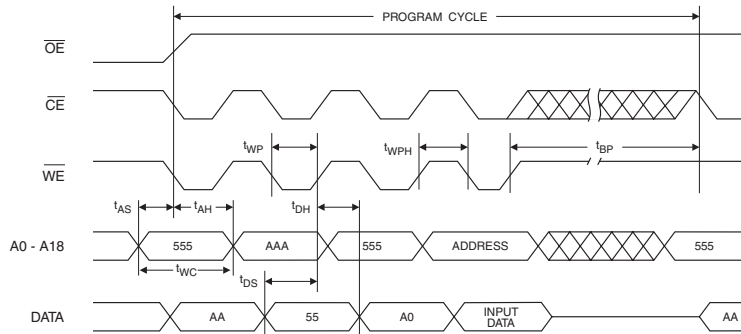 PROGRAM CYCLE
OE
CE
tWP
tWPH
tBP
WE
tAS
tAH
tDH
A0 - A18
555
AAA
555
ADDRESS
555
tWC
tDS
DATA
AA
55
A0
INPUT
DATA
AA